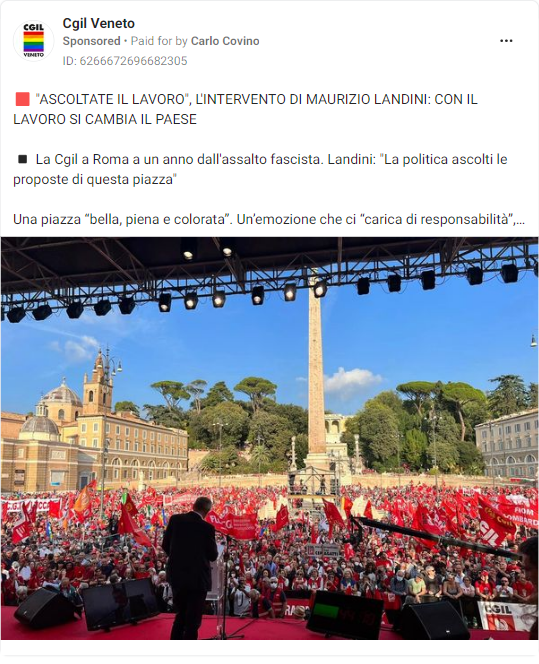 CGIL
VENETO
Cgil Veneto
Sponsored • Paid for by Carlo Covino
ID: 6266672696682305
"ASCOLTATE IL LAVORO", L'INTERVENTO DI MAURIZIO LANDINI: CON IL
LAVORO SI CAMBIA IL PAESE
La Cgil a Roma a un anno dall'assalto fascista. Landini: "La politica ascolti le
proposte di questa piazza"
Una piazza “bella, piena e colorata”. Un’emozione che ci “carica di responsabilità”,...
FIOM
LOMBARD
CGIL